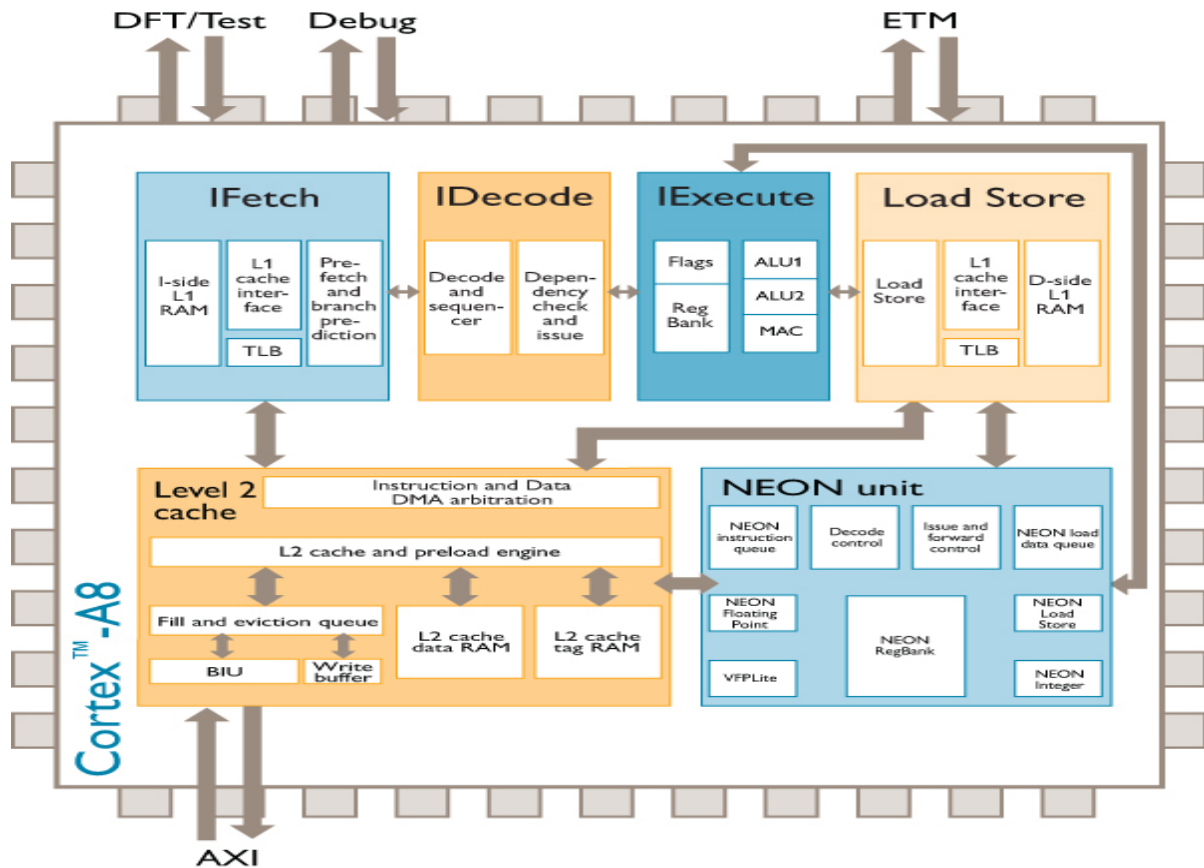 DFT/Test
Debug
ETM
IFetch
I-side
L1
RAM
L1
cache
inter-
face
TLB
Pre-
fetch
and
branch
pre-
diction
IDecode
Decode
and
sequen-
cer
Depen-
dency
check
and
issue
IExecute
Flags
Reg
Bank
ALU1
ALU2
MAC
Load Store
Load
Store
L1
cache
inter-
face
TLB
D-side
L1
RAM
Level 2
cache
Instruction and Data
DMA arbitration
L2 cache and preload engine
Fill and eviction queue
BIU
Write
buffer
L2 cache
data RAM
L2 cache
tag RAM
NEON unit
NEON
instruction
queue
Decode
control
Issue and
forward
control
NEON load
data queue
NEON
Floating
Point
NEON
RegBank
NEON
Load
Store
VFPLite
NEON
Integer
Cortex™-A8
AXI